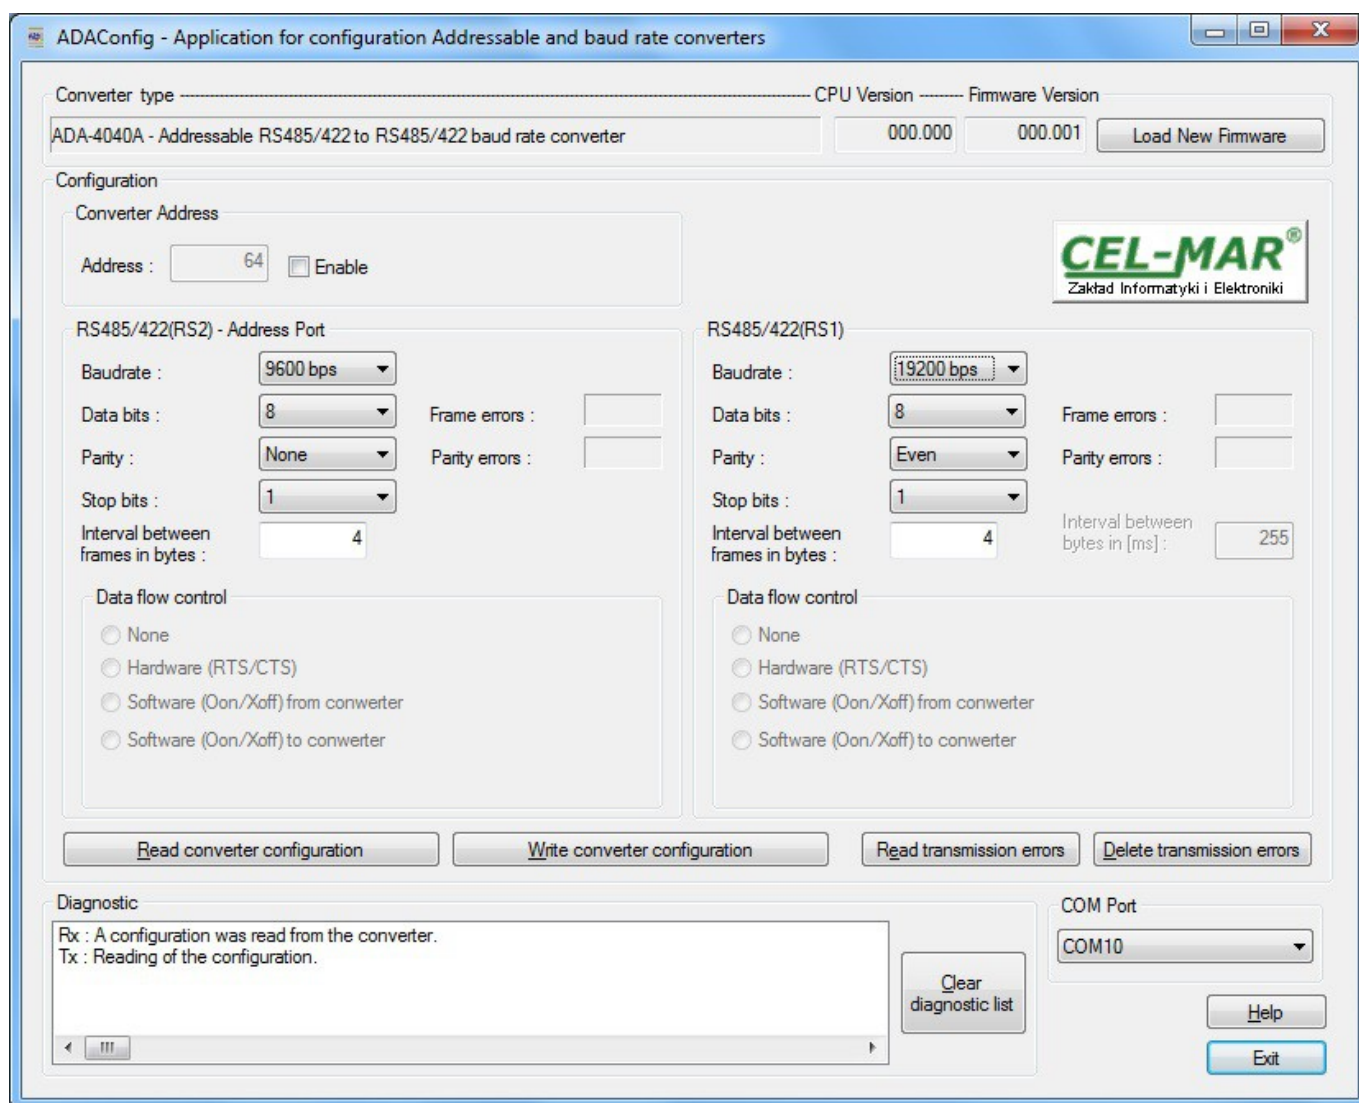 ADAConfig - Application for configuration Addressable and baud rate converters
Converter type CPU Version Firmware Version
ADA-4040A - Addressable RS485/422 to RS485/422 baud rate converter 000.000 000.001 Load New Firmware
Configuration
Converter Address
Address : 64 Enable
CEL-MAR®
Zakład Informatyki i Elektroniki
RS485/422(RS2) - Address Port
Baudrate : 9600 bps
Data bits : 8 Frame errors :
Parity : None Parity errors :
Stop bits : 1
Interval between
frames in bytes : 4
Data flow control
None
Hardware (RTS/CTS)
Software (Oon/Xoff) from conwerter
Software (Oon/Xoff) to conwerter
RS485/422(RS1)
Baudrate : 19200 bps
Data bits : 8 Frame errors :
Parity : Even Parity errors :
Stop bits : 1
Interval between
frames in bytes : 4
Interval between
bytes in [ms] : 255
Data flow control
None
Hardware (RTS/CTS)
Software (Oon/Xoff) from conwerter
Software (Oon/Xoff) to conwerter
Read converter configuration Write converter configuration Read transmission errors Delete transmission errors
Diagnostic
Rx : A configuration was read from the converter.
Tx : Reading of the configuration.
Clear
diagnostic list
COM Port
COM10
Help
Exit